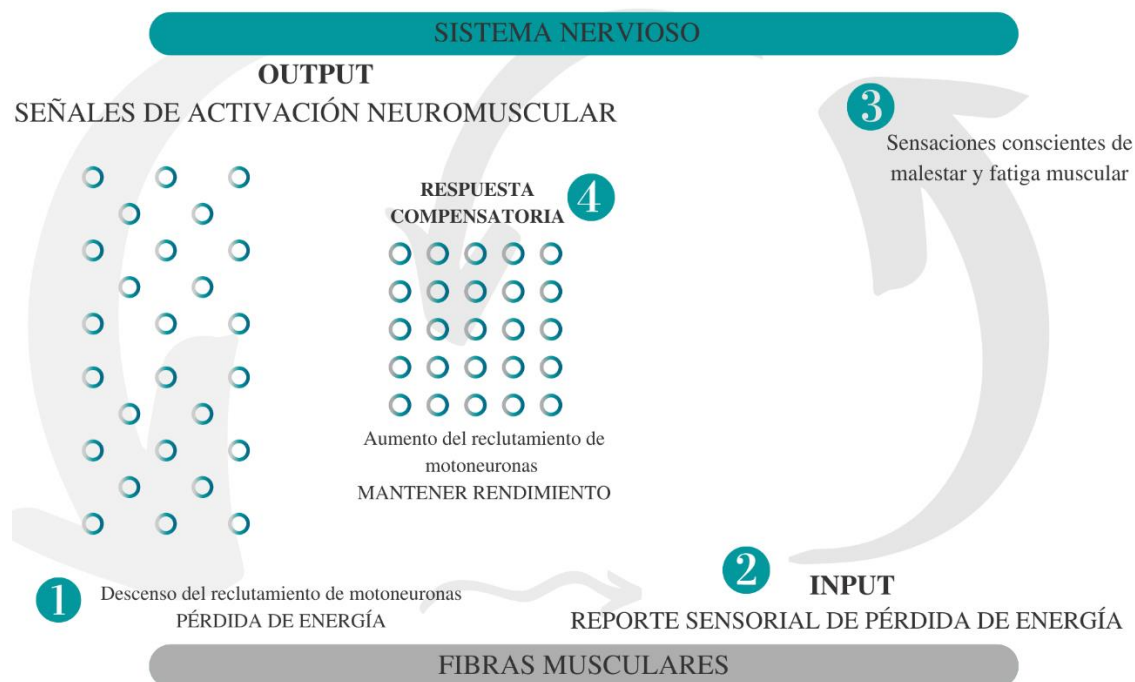 SISTEMA NERVIOSO
OUTPUT
SEÑALES DE ACTIVACIÓN NEUROMUSCULAR
3
Sensaciones conscientes de
malestar y fatiga muscular
RESPUESTA
COMPENSATORIA
4
Aumento del reclutamiento de
motoneuronas
MANTENER RENDIMIENTO
1
Descenso del reclutamiento de motoneuronas
PÉRDIDA DE ENERGÍA
2
INPUT
REPORTE SENSORIAL DE PÉRDIDA DE ENERGÍA
FIBRAS MUSCULARES